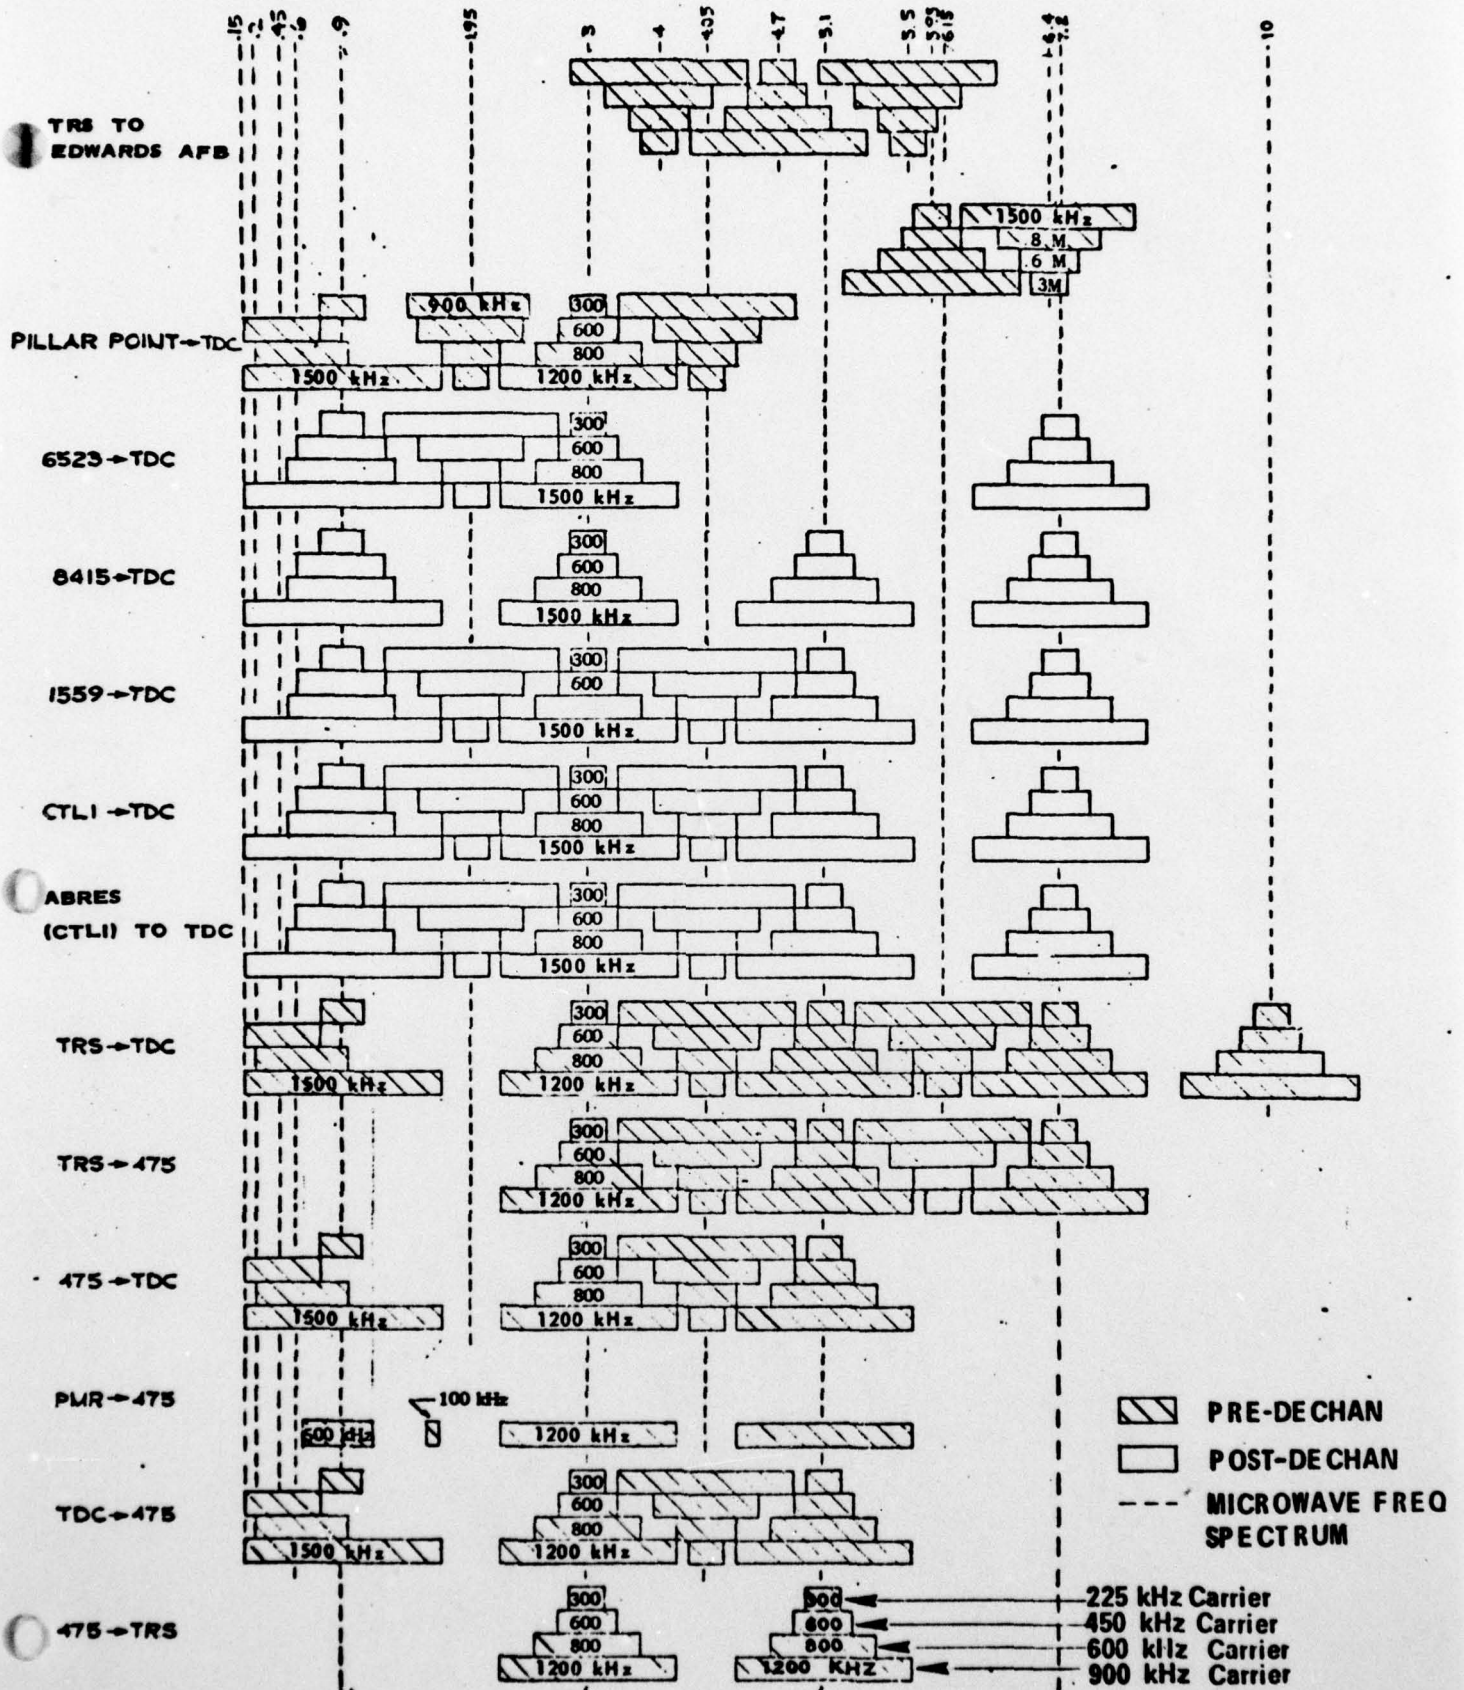 .15 .2 .45 .6 .9 1.95 3 4 4.05 4.7 5.1 5.5 5.95 6.15 6.4 7.2 10
TRS TO
EDWARDS AFB
1500 kHz
8 M
6 M
3M
900 kHz 300
PILLAR POINT→TDC 600
800
1500 kHz 1200 kHz
300
6523→TDC 600
800
1500 kHz
300
8415→TDC 600
800
1500 kHz
300
1559→TDC 600
1500 kHz
300
CTLI→TDC 600
800
1500 kHz
ABRES 300
600
(CTLI) TO TDC 800
1500 kHz
300
TRS→TDC 600
800
1500 kHz 1200 kHz
300
TRS→475 600
800
1200 kHz
300
475→TDC 600
800
1500 kHz 1200 kHz
PMR→475 100 kHz
600 kHz 1200 kHz
PRE-DECHAN
POST-DECHAN
MICROWAVE FREQ
SPECTRUM
300
TDC→475 600
800
1500 kHz 1200 kHz
300 300 225 kHz Carrier
475→TRS 600 600 450 kHz Carrier
800 800 600 kHz Carrier
1200 kHz 1200 KHZ 900 kHz Carrier